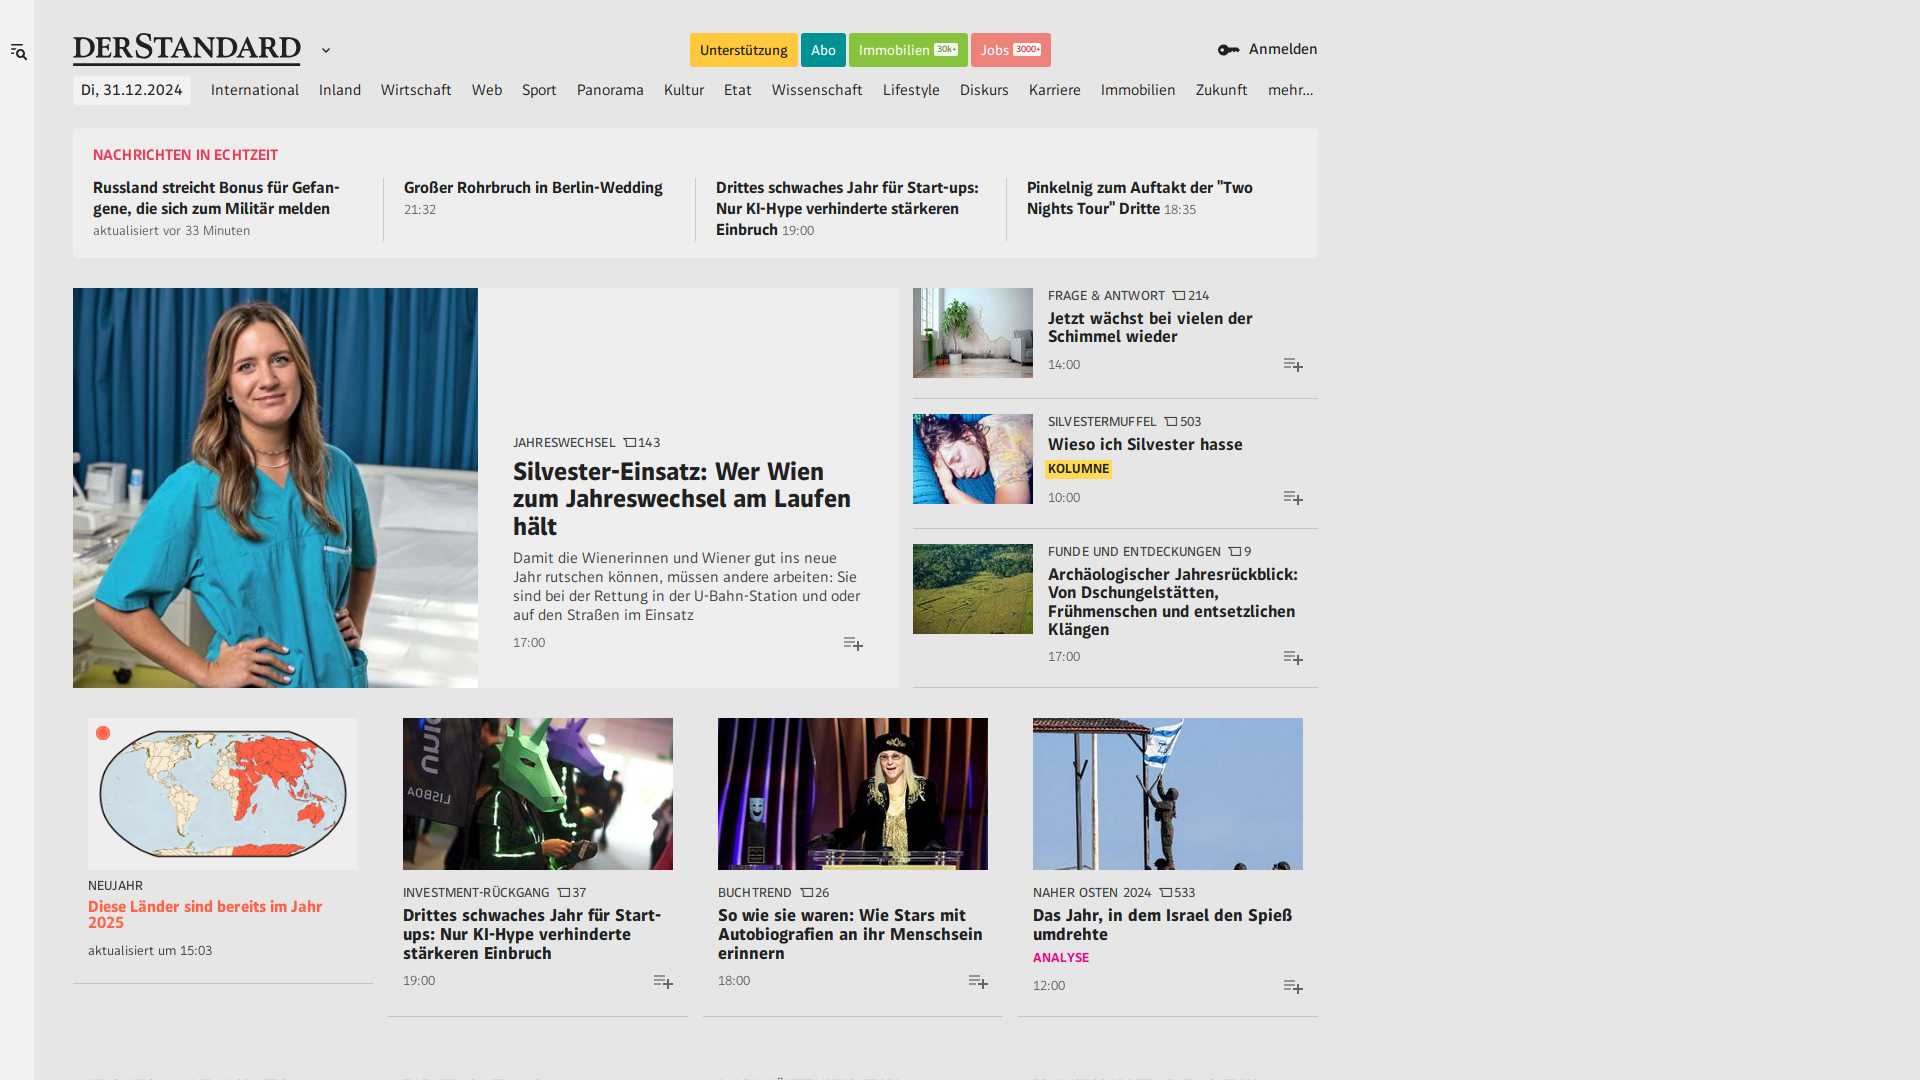 DERSTANDARD
Unterstützung
Abo
Immobilien 30k+
Jobs 3000+
Anmelden
Di, 31.12.2024
International
Inland
Wirtschaft
Web
Sport
Panorama
Kultur
Etat
Wissenschaft
Lifestyle
Diskurs
Karriere
Immobilien
Zukunft
mehr...
NACHRICHTEN IN ECHTZEIT
Russland streicht Bonus für Gefan-
gene, die sich zum Militär melden
aktualisiert vor 33 Minuten
Großer Rohrbruch in Berlin-Wedding
21:32
Drittes schwaches Jahr für Start-ups:
Nur KI-Hype verhinderte stärkeren
Einbruch 19:00
Pinkelnig zum Auftakt der "Two
Nights Tour" Dritte 18:35
JAHRESWECHSEL 143
Silvester-Einsatz: Wer Wien
zum Jahreswechsel am Laufen
hält
Damit die Wienerinnen und Wiener gut ins neue
Jahr rutschen können, müssen andere arbeiten: Sie
sind bei der Rettung in der U-Bahn-Station und oder
auf den Straßen im Einsatz
17:00
FRAGE & ANTWORT 214
Jetzt wächst bei vielen der
Schimmel wieder
14:00
SILVESTERMUFFEL 503
Wieso ich Silvester hasse
KOLUMNE
10:00
FUNDE UND ENTDECKUNGEN 9
Archäologischer Jahresrückblick:
Von Dschungelstätten,
Frühmenschen und entsetzlichen
Klängen
17:00
NEUJAHR
Diese Länder sind bereits im Jahr
2025
aktualisiert um 15:03
LISBOA
INVESTMENT-RÜCKGANG 37
Drittes schwaches Jahr für Start-
ups: Nur KI-Hype verhinderte
stärkeren Einbruch
19:00
BUCHTREND 26
So wie sie waren: Wie Stars mit
Autobiografien an ihr Menschsein
erinnern
18:00
NAHER OSTEN 2024 533
Das Jahr, in dem Israel den Spieß
umdrehte
ANALYSE
12:00